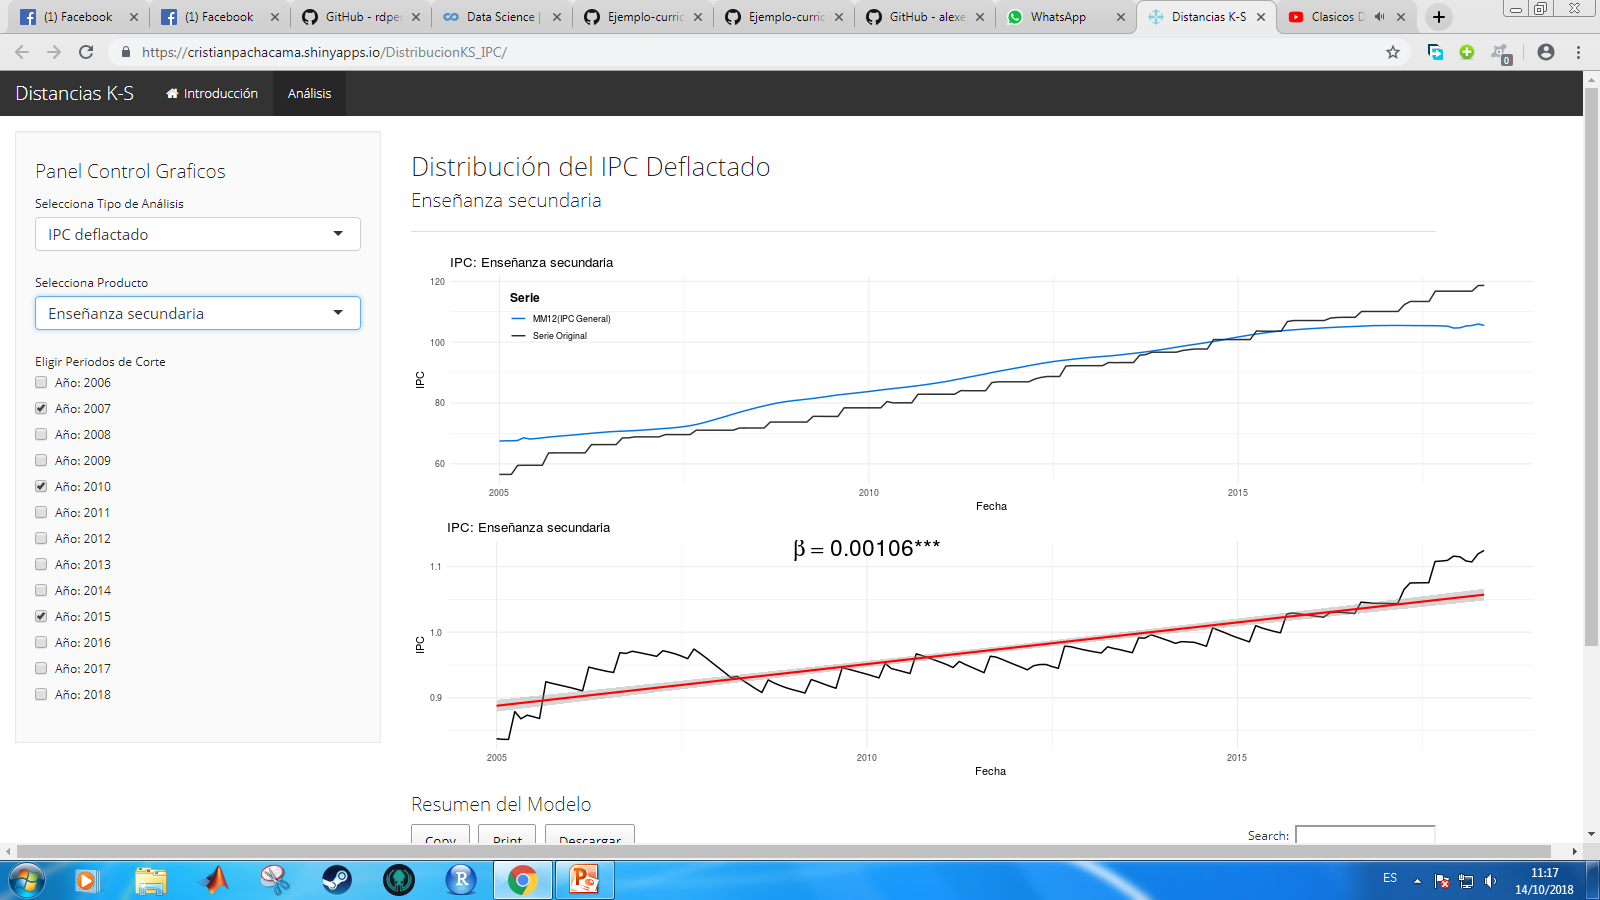 (1) Facebook
(1) Facebook
GitHub - rdpe
Data Science |
Ejemplo-curric
Ejemplo-curric
GitHub - alexe
WhatsApp
Distancias K-S
Clasicos D
https://cristianpachacama.shinyapps.io/DistribucionKS_IPC/
0
Distancias K-S
Introducción
Análisis
Panel Control Graficos
Selecciona Tipo de Análisis
IPC deflactado
Selecciona Producto
Enseñanza secundaria
Eligir Periodos de Corte
Año: 2006
Año: 2007
Año: 2008
Año: 2009
Año: 2010
Año: 2011
Año: 2012
Año: 2013
Año: 2014
Año: 2015
Año: 2016
Año: 2017
Año: 2018
Distribución del IPC Deflactado
Enseñanza secundaria
IPC: Enseñanza secundaria
Serie
MM12(IPC General)
Serie Original
120
100
80
60
IPC
2005
2010
2015
Fecha
IPC: Enseñanza secundaria
β = 0.00106***
1.1
1.0
0.9
IPC
2005
2010
2015
Fecha
Resumen del Modelo
Copy
Print
Descargar
Search:
R
ES
11:17
14/10/2018